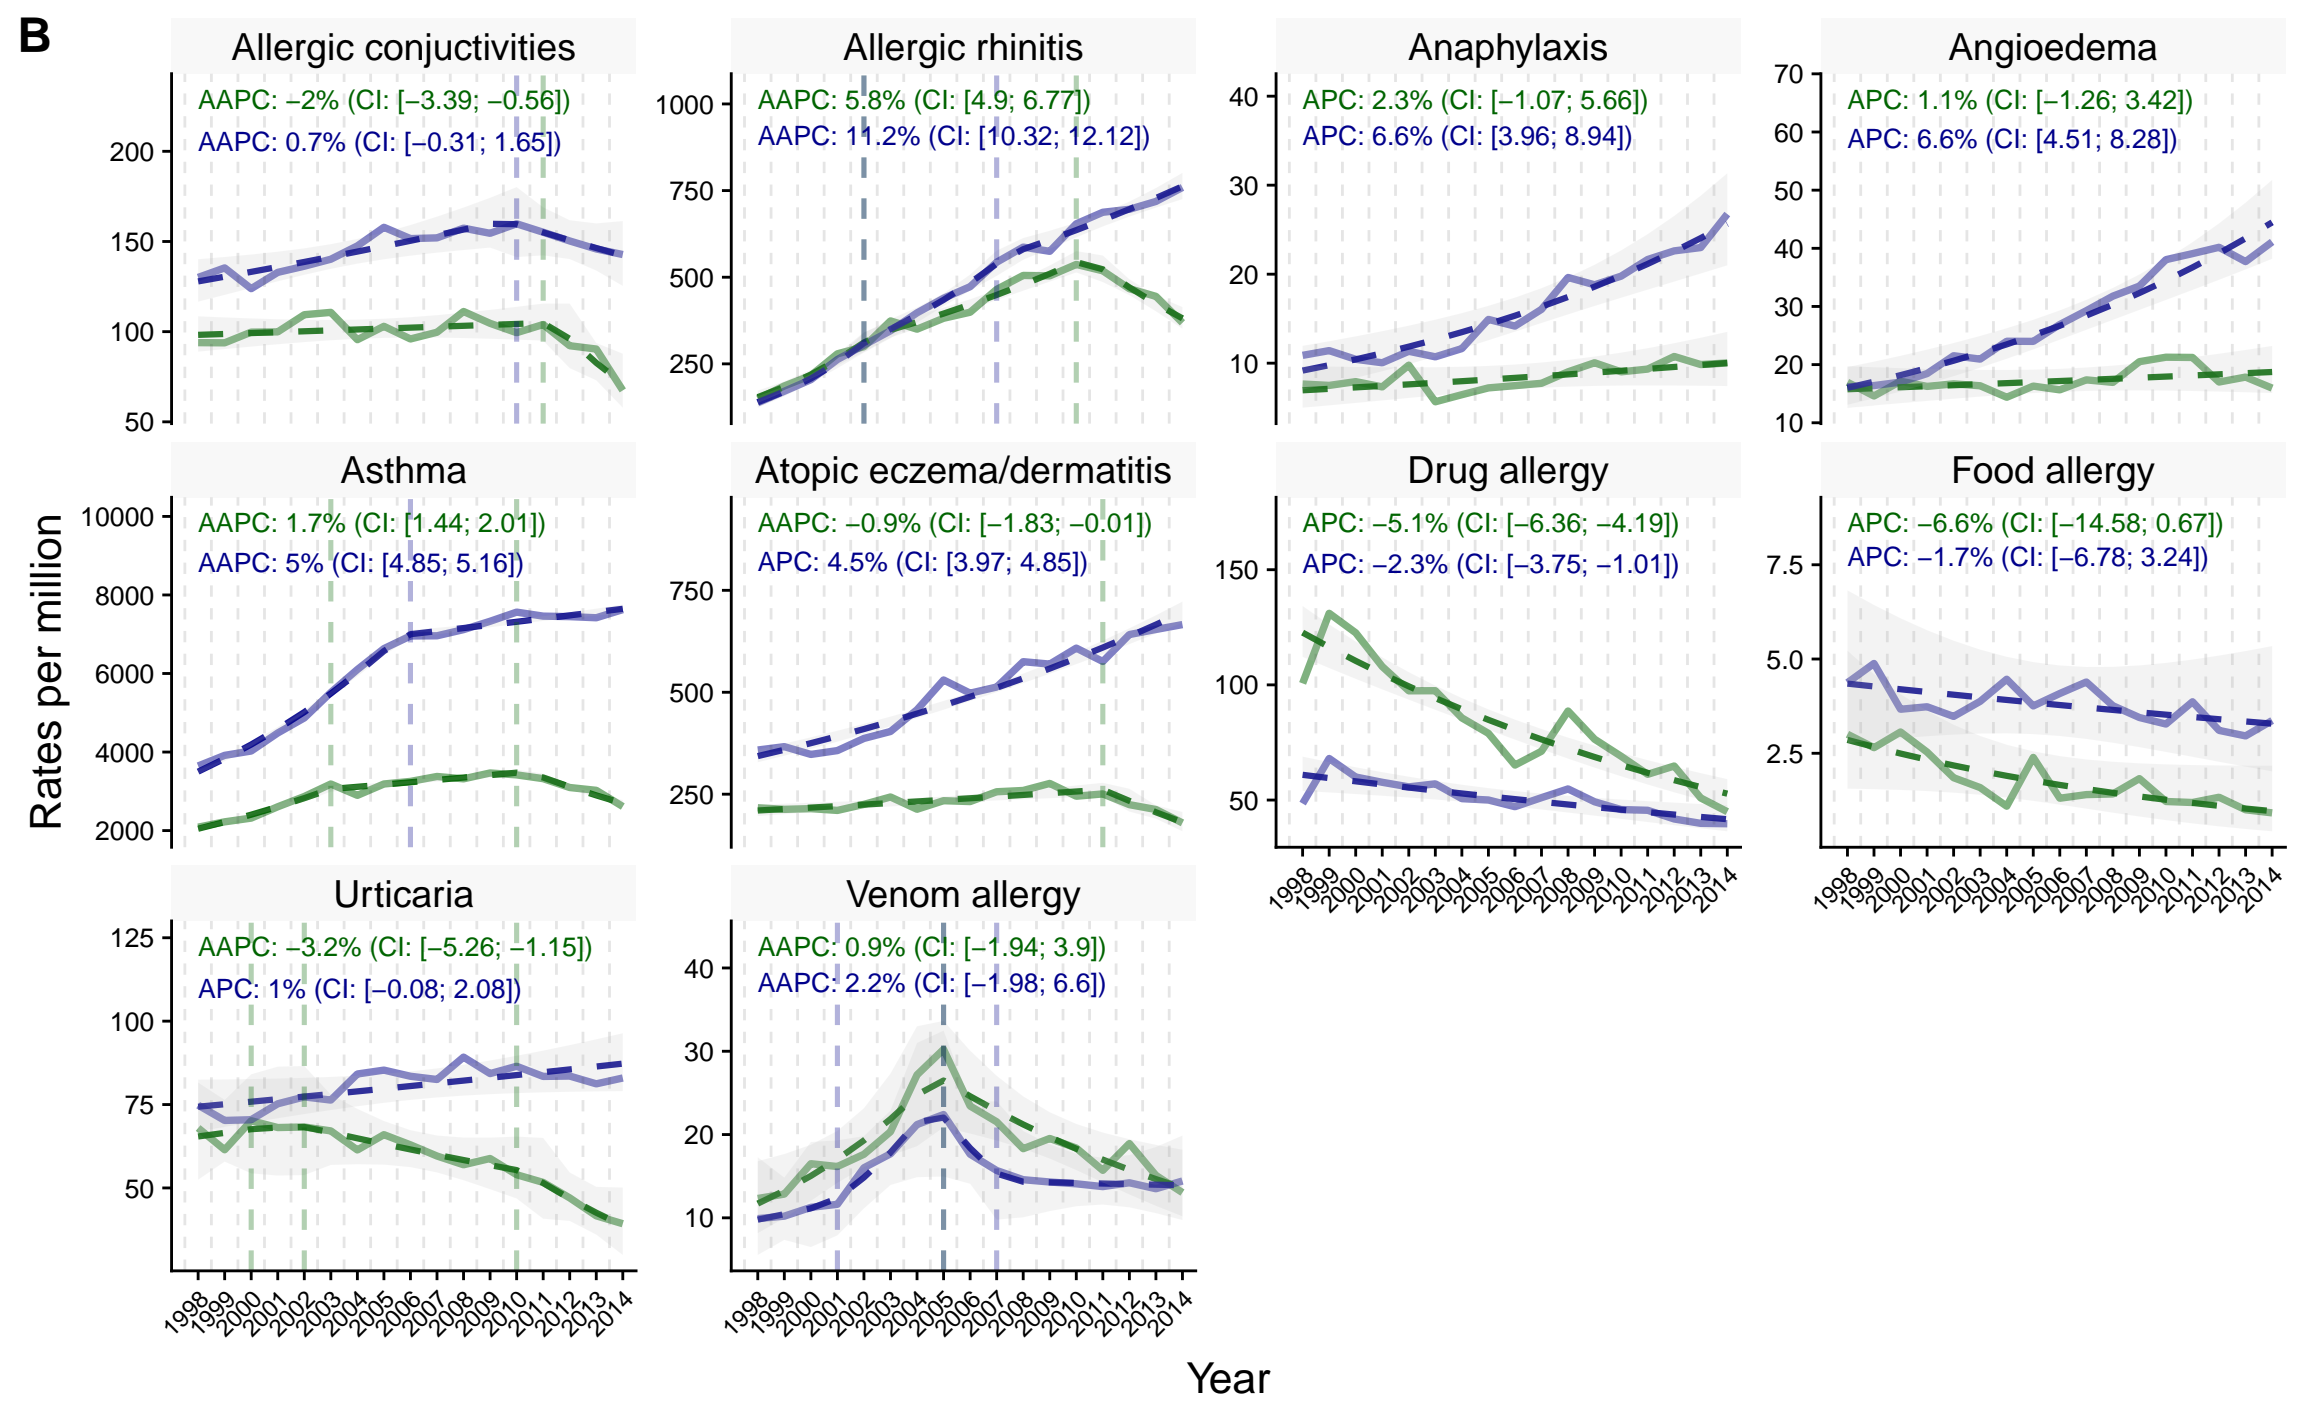 B
Allergic conjuctivities
AAPC: −2% (CI: [−3.39; −0.56])
AAPC: 0.7% (CI: [−0.31; 1.65])
200
150
100
50
Allergic rhinitis
AAPC: 5.8% (CI: [4.9; 6.77])
AAPC: 11.2% (CI: [10.32; 12.12])
1000
750
500
250
Anaphylaxis
APC: 2.3% (CI: [−1.07; 5.66])
APC: 6.6% (CI: [3.96; 8.94])
40
30
20
10
Angioedema
APC: 1.1% (CI: [−1.26; 3.42])
APC: 6.6% (CI: [4.51; 8.28])
70
60
50
40
30
20
10
Rates per million
Asthma
AAPC: 1.7% (CI: [1.44; 2.01])
AAPC: 5% (CI: [4.85; 5.16])
10000
8000
6000
4000
2000
Atopic eczema/dermatitis
AAPC: −0.9% (CI: [−1.83; −0.01])
APC: 4.5% (CI: [3.97; 4.85])
750
500
250
Drug allergy
APC: −5.1% (CI: [−6.36; −4.19])
APC: −2.3% (CI: [−3.75; −1.01])
150
100
50
1998 1999 2000 2001 2002 2003 2004 2005 2006 2007 2008 2009 2010 2011 2012 2013 2014
Food allergy
APC: −6.6% (CI: [−14.58; 0.67])
APC: −1.7% (CI: [−6.78; 3.24])
7.5
5.0
2.5
1998 1999 2000 2001 2002 2003 2004 2005 2006 2007 2008 2009 2010 2011 2012 2013 2014
Urticaria
AAPC: −3.2% (CI: [−5.26; −1.15])
APC: 1% (CI: [−0.08; 2.08])
125
100
75
50
1998 1999 2000 2001 2002 2003 2004 2005 2006 2007 2008 2009 2010 2011 2012 2013 2014
Venom allergy
AAPC: 0.9% (CI: [−1.94; 3.9])
AAPC: 2.2% (CI: [−1.98; 6.6])
40
30
20
10
1998 1999 2000 2001 2002 2003 2004 2005 2006 2007 2008 2009 2010 2011 2012 2013 2014
Year